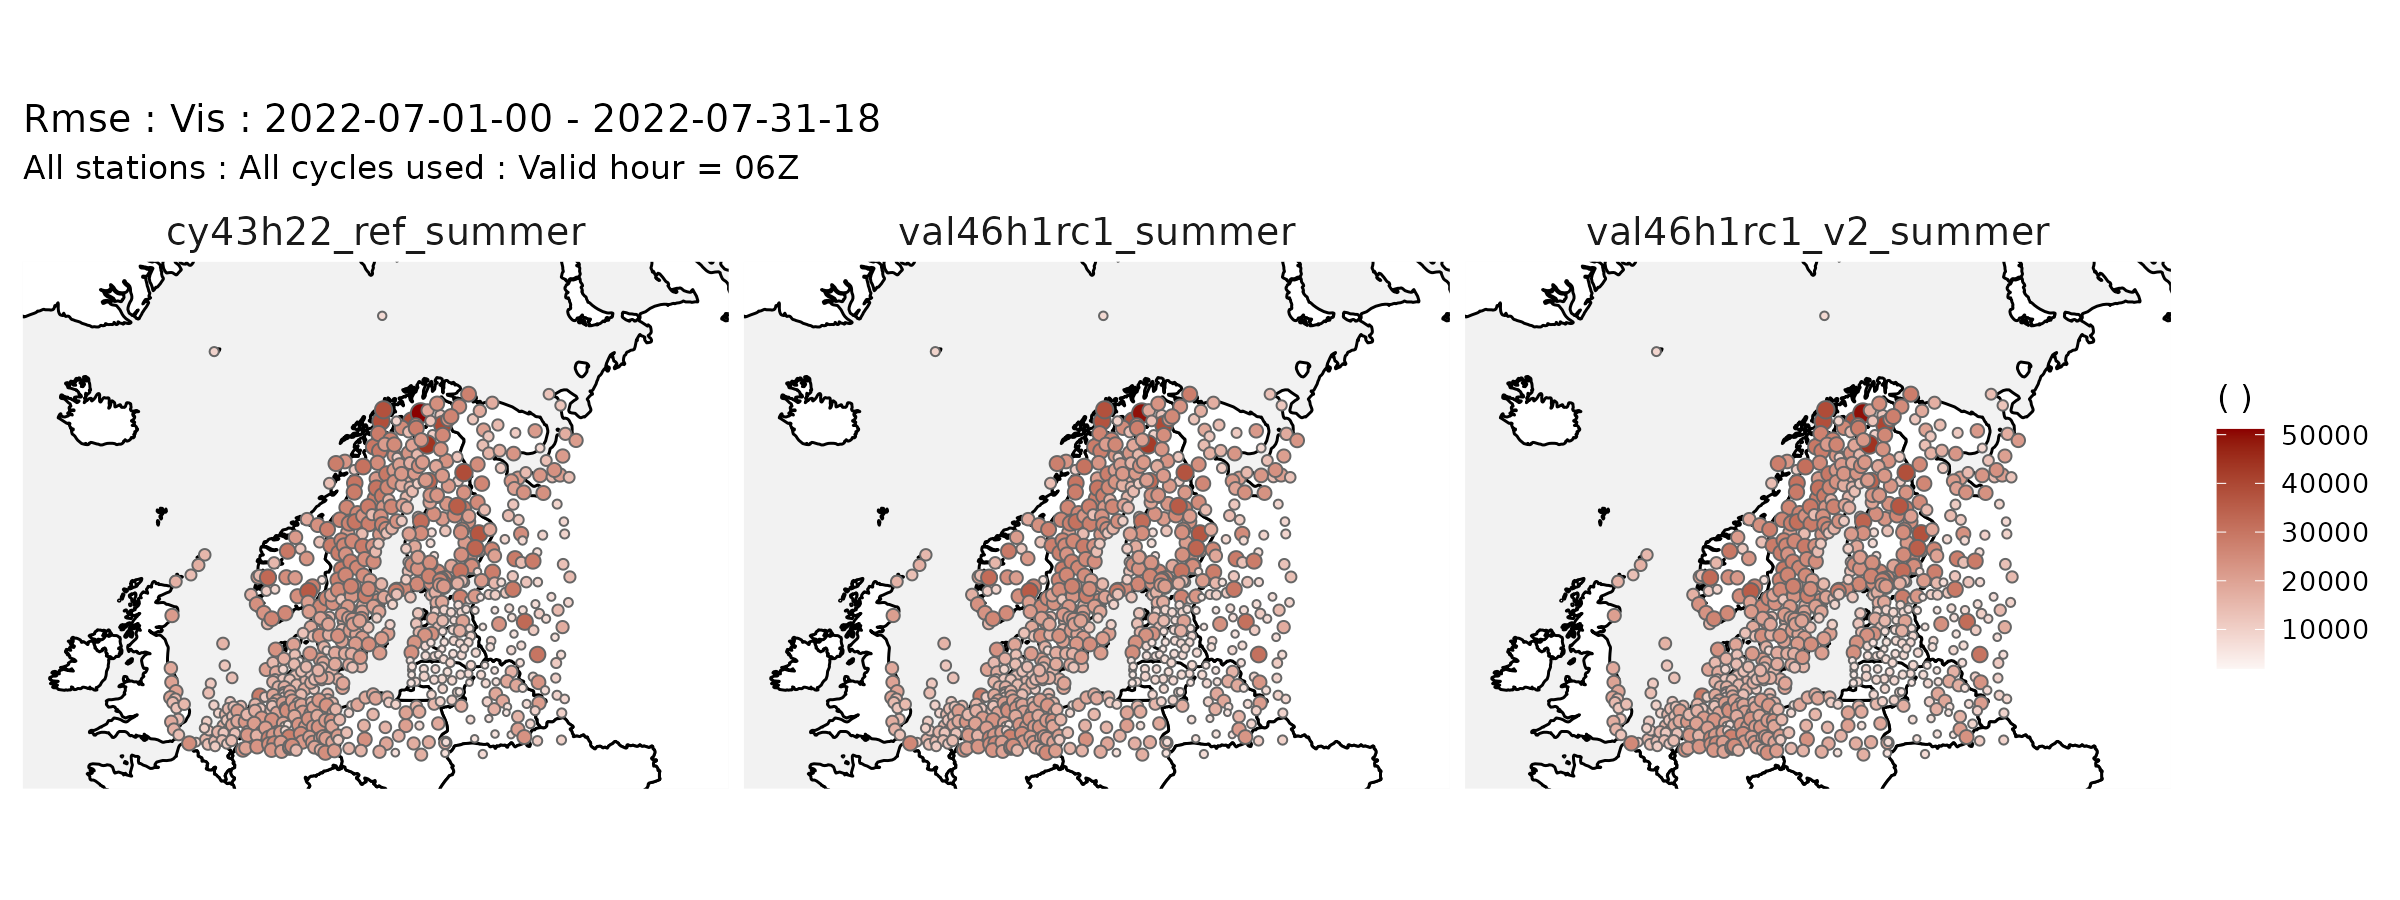 Rmse : Vis : 2022-07-01-00 - 2022-07-31-18
All stations : All cycles used : Valid hour = 06Z
cy43h22_ref_summer
val46h1rc1_summer
val46h1rc1_v2_summer
( )
50000
40000
30000
20000
10000